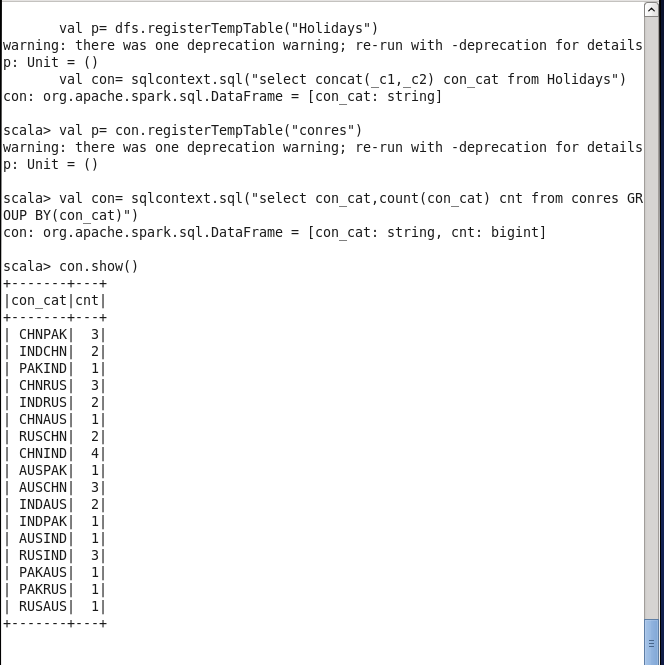 val p= dfs.registerTempTable("Holidays")
warning: there was one deprecation warning; re-run with -deprecation for details
p: Unit = ()
val con= sqlcontext.sql("select concat(_c1,_c2) con_cat from Holidays")
con: org.apache.spark.sql.DataFrame = [con_cat: string]
scala> val p= con.registerTempTable("conres")
warning: there was one deprecation warning; re-run with -deprecation for details
p: Unit = ()
scala> val con= sqlcontext.sql("select con_cat,count(con_cat) cnt from conres GR
OUP BY(con_cat)")
con: org.apache.spark.sql.DataFrame = [con_cat: string, cnt: bigint]
scala> con.show()
+-------+---+
|con_cat|cnt|
+-------+---+
| CHNPAK|  3|
| INDCHN|  2|
| PAKIND|  1|
| CHNRUS|  3|
| INDRUS|  2|
| CHNAUS|  1|
| RUSCHN|  2|
| CHNIND|  4|
| AUSPAK|  1|
| AUSCHN|  3|
| INDAUS|  2|
| INDPAK|  1|
| AUSIND|  1|
| RUSIND|  3|
| PAKAUS|  1|
| PAKRUS|  1|
| RUSAUS|  1|
+-------+---+